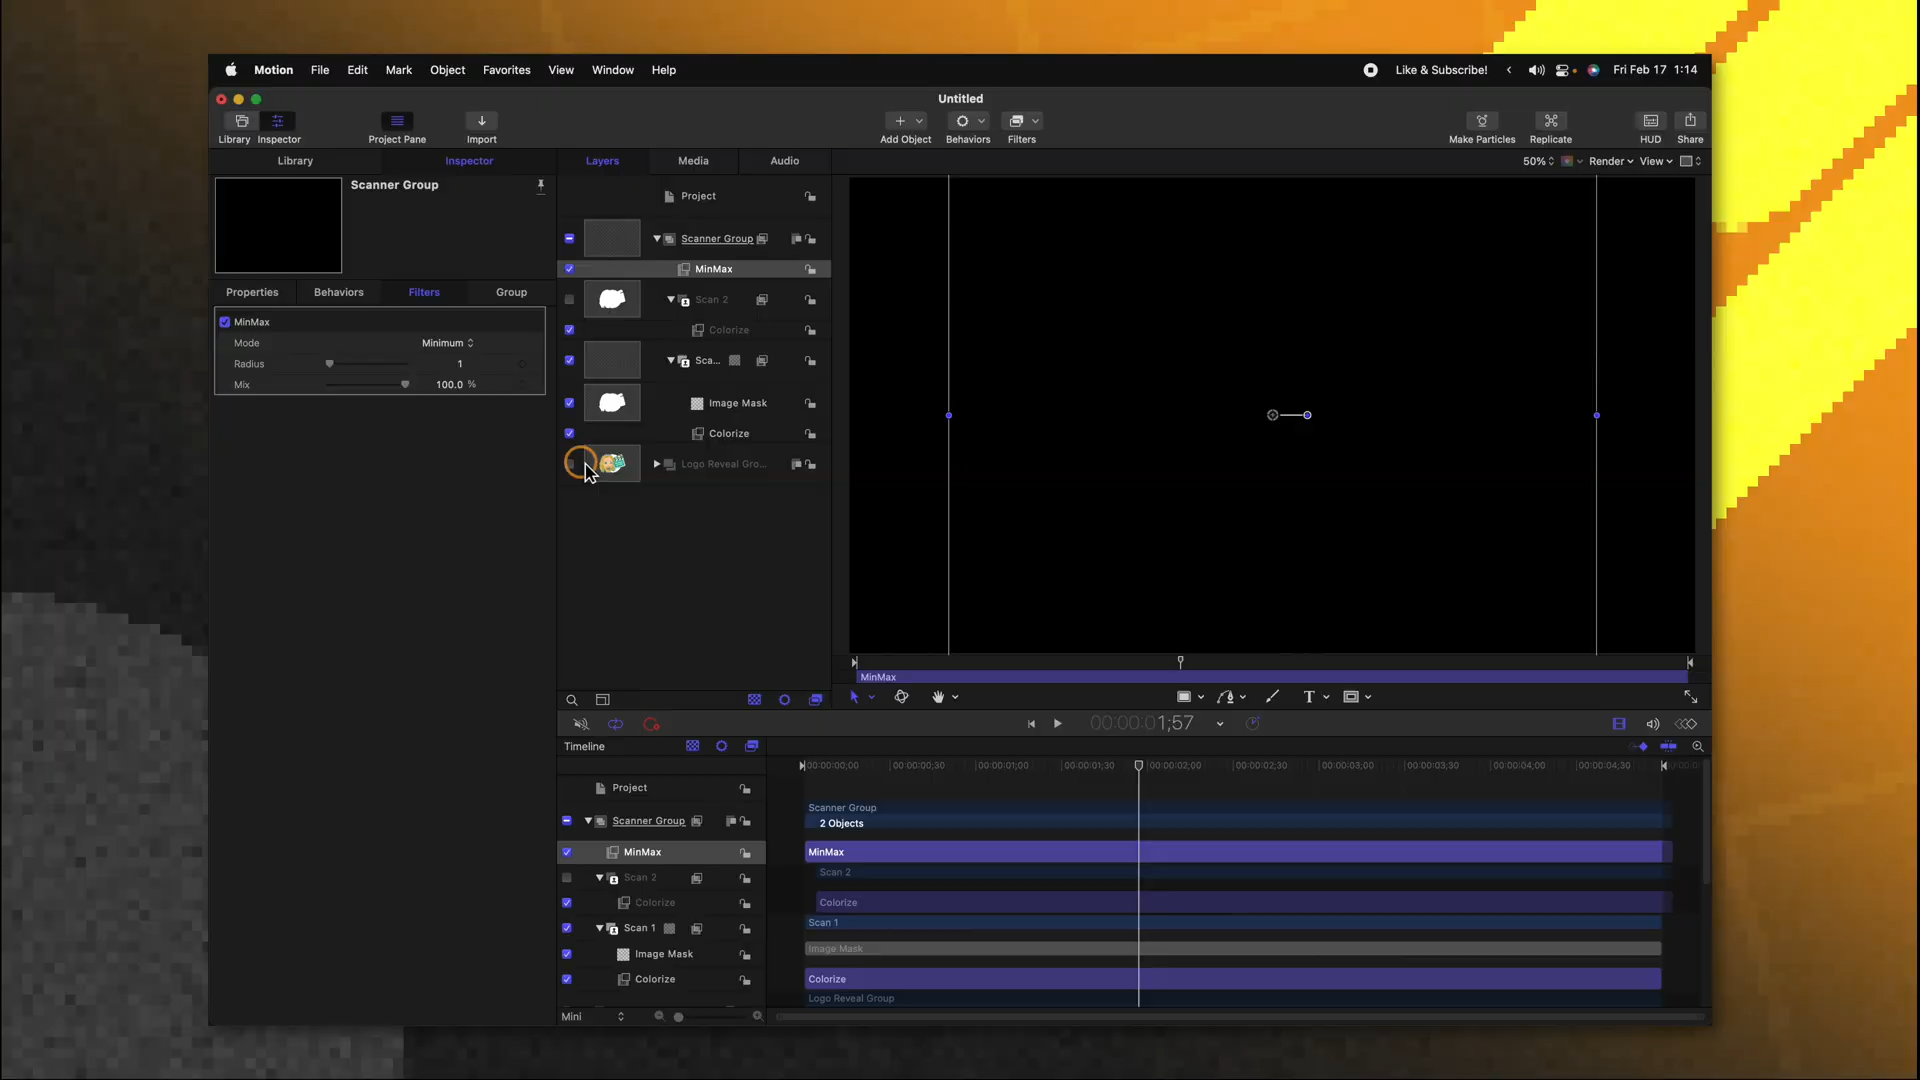 Motion File Edit Mark Object Favorites View Window Help Like & Subscribe! Fri Feb 17 1:14
Untitled
Library Inspector Project Pane Import Add Object Behaviors Filters Make Particles Replicate HUD Share
Library Inspector Layers Media Audio 50% Render View
Scanner Group
Project
Scanner Group
MinMax
Properties Behaviors Filters Group
Scan 2
MinMax
Colorize
Mode Minimum
Radius 1
Sca...
Mix 100.0 %
Image Mask
Colorize
Logo Reveal Gro...
MinMax
T
00:00:01;57
Timeline
00:00:00;00 00:00:00;30 00:00:01;00 00:00:01;30 00:00:02;00 00:00:02;30 00:00:03;00 00:00:03;30 00:00:04;00 00:00:04;30
Project
Scanner Group
Scanner Group
2 Objects
MinMax MinMax
Scan 2 Scan 2
Colorize Colorize
Scan 1 Scan 1
Image Mask Image Mask
Colorize Colorize
Logo Reveal Group
Mini